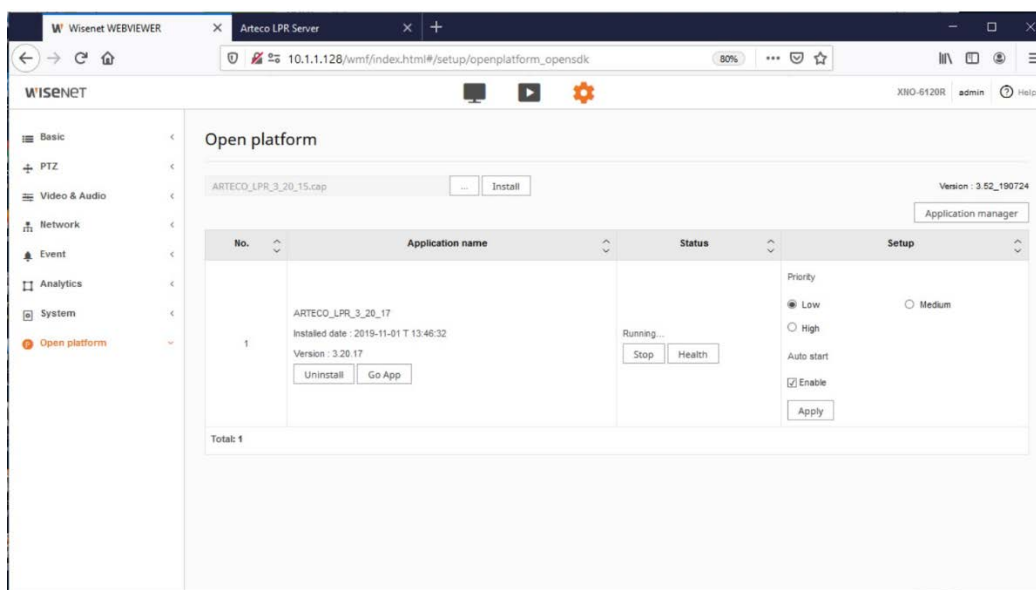 Wisenet WEBVIEWER
Arteco LPR Server
10.1.1.128/wmf/index.html#/setup/openplatform_opensdk
80%
WISENET
XNO-6120R admin Help
Basic
PTZ
Video & Audio
Network
Event
Analytics
System
Open platform
Open platform
ARTECO_LPR_3_20_15.cap ... Install
Version : 3.52_190724
Application manager
No. Application name Status Setup
1
ARTECO_LPR_3_20_17
Installed date : 2019-11-01 T 13:46:32
Version : 3.20.17
Uninstall Go App
Running...
Stop Health
Priority
Low Medium
High
Auto start
Enable
Apply
Total: 1